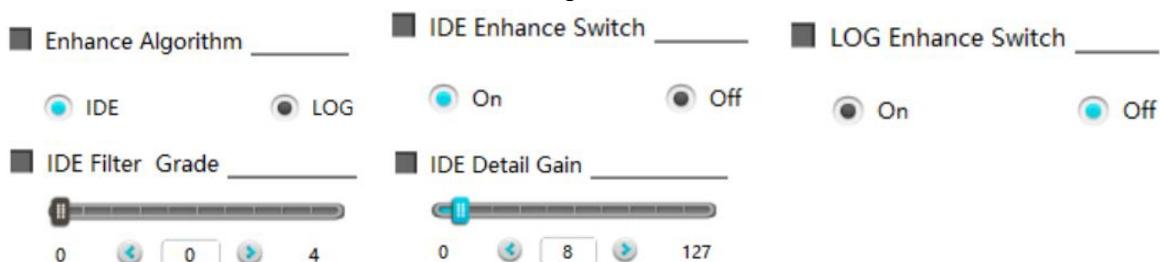 Enhance Algorithm
IDE LOG
IDE Filter Grade
0 0 4
IDE Enhance Switch
On Off
IDE Detail Gain
0 8 127
LOG Enhance Switch
On Off